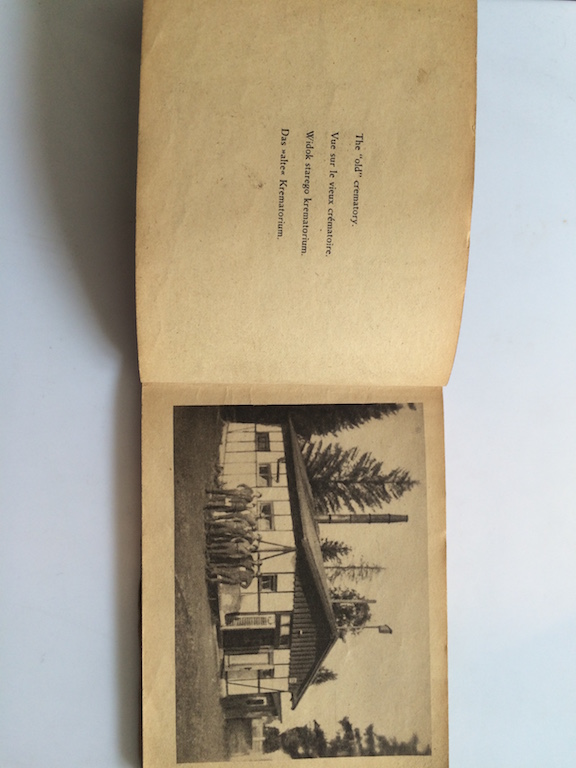 The "old" crematory.
Vue sur le vieux crématoire.
Widok starego krematorium.
Das »alte« Krematorium.